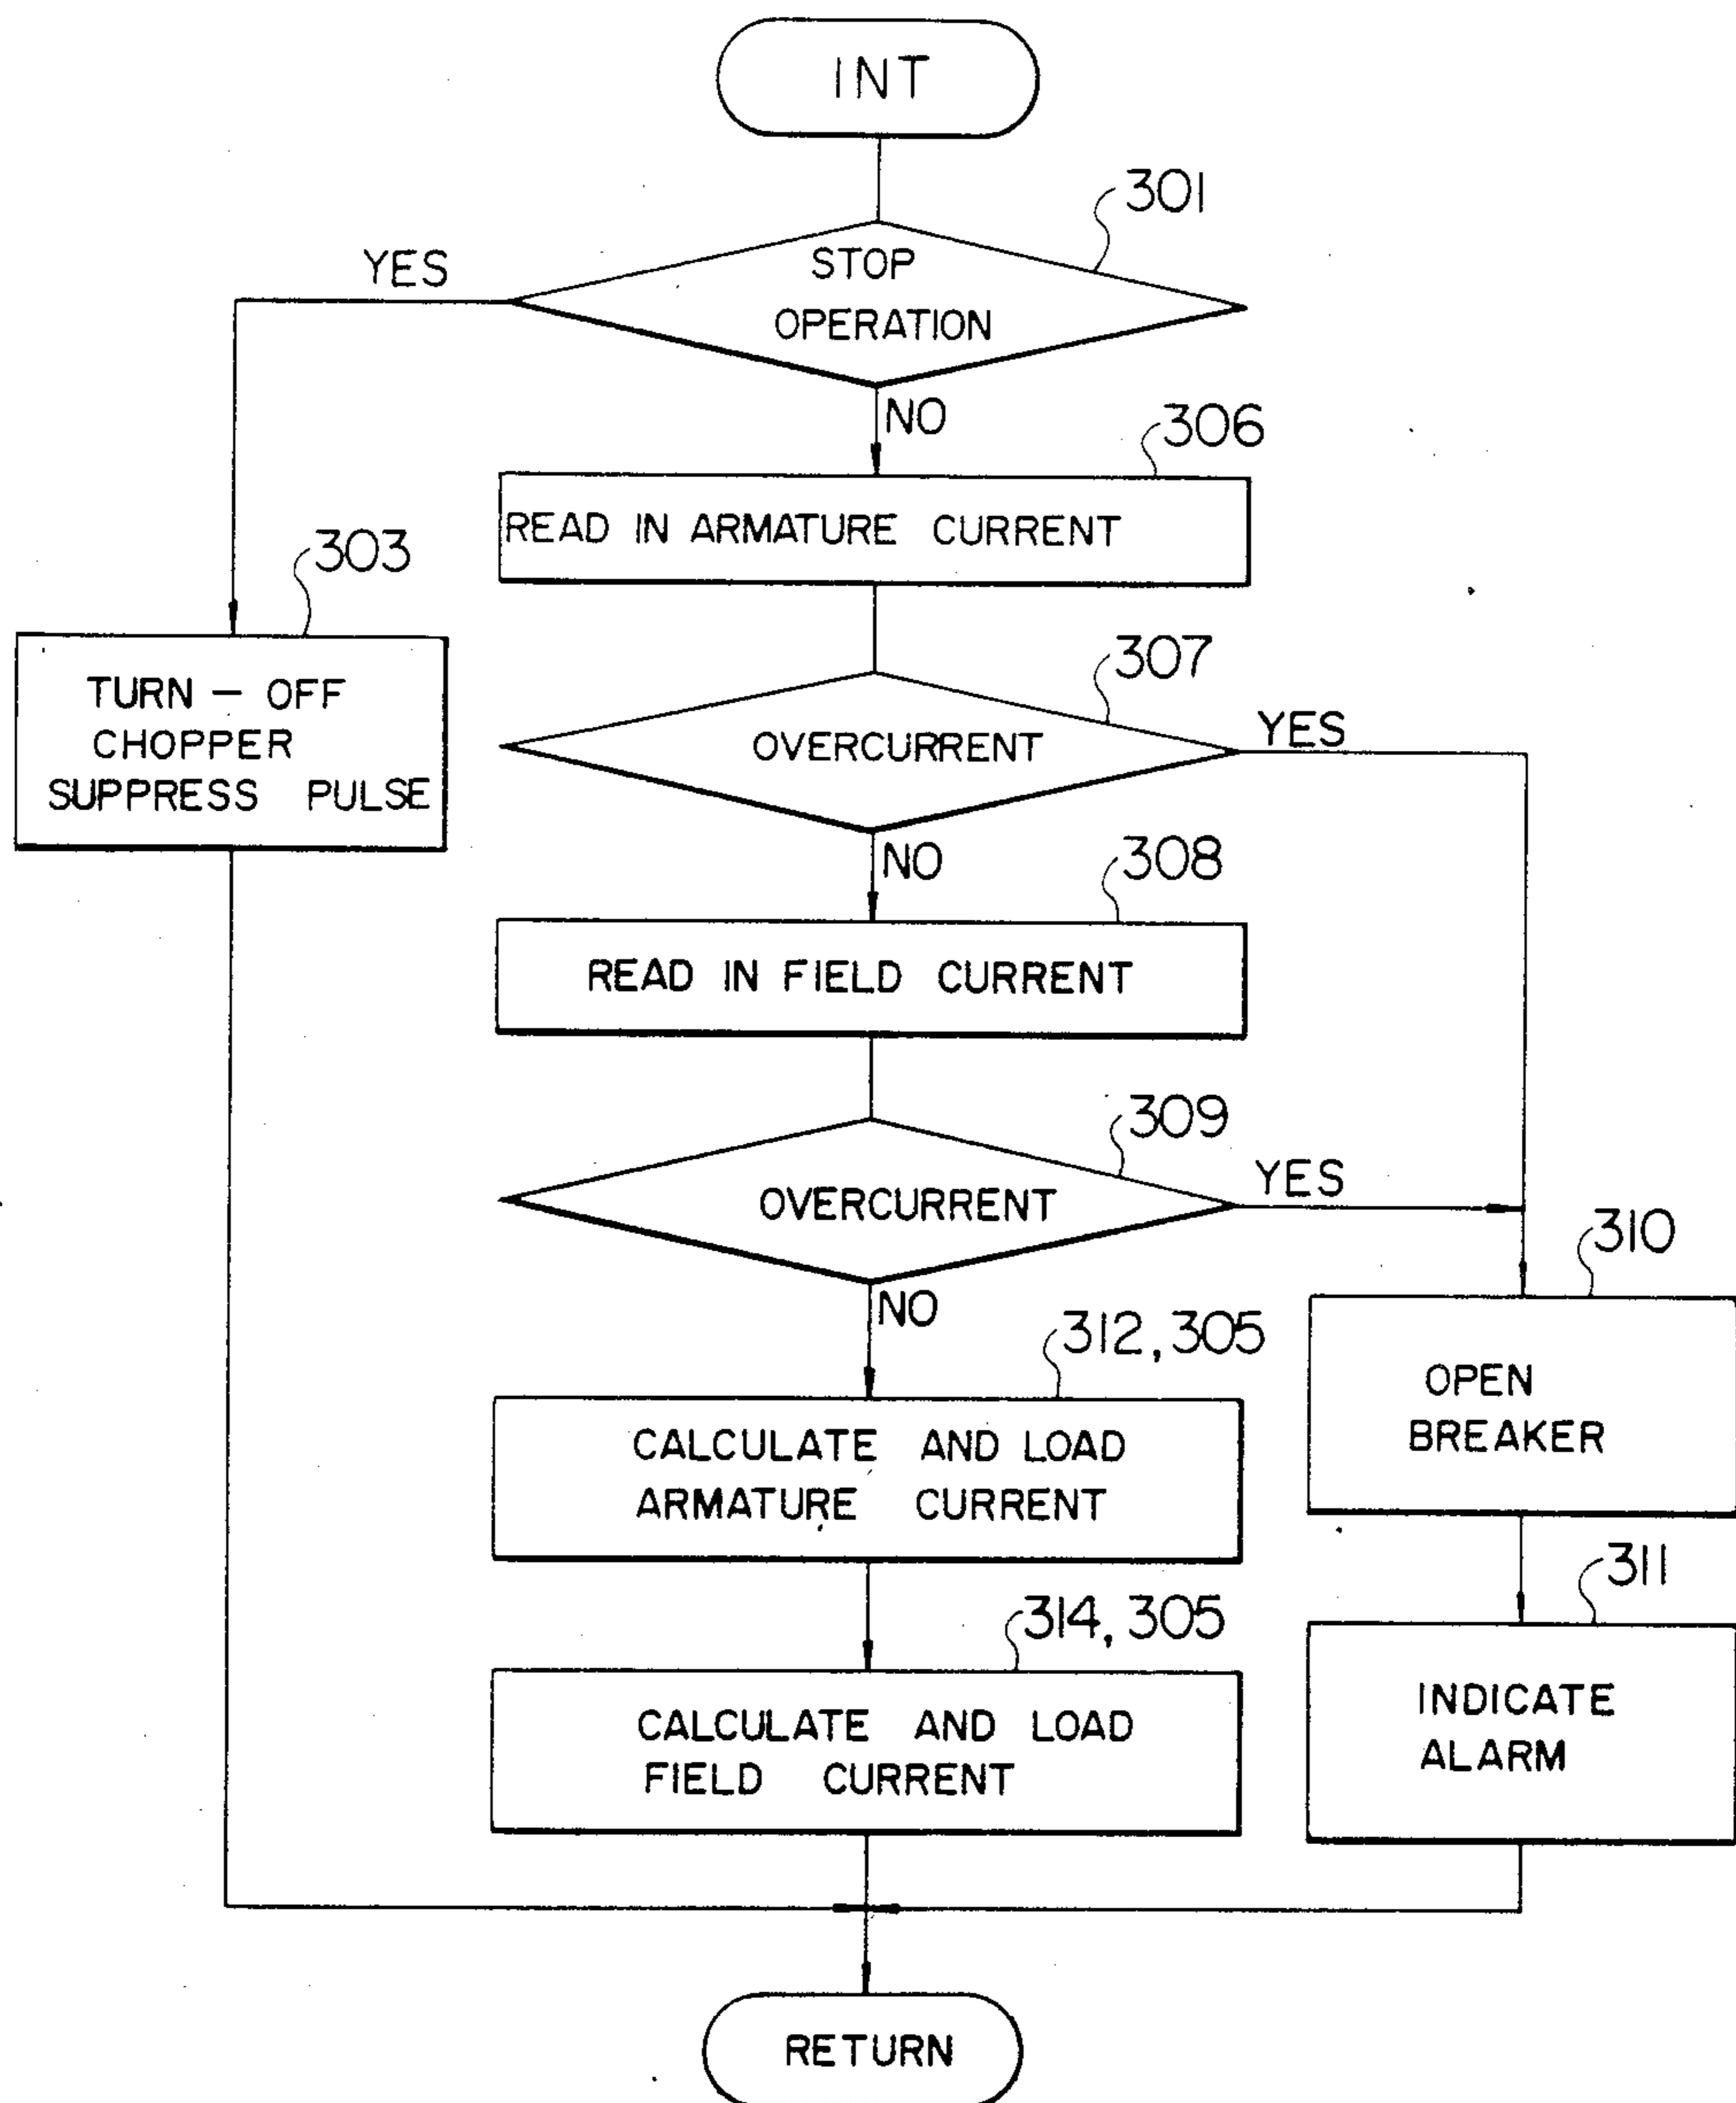 INT
301
YES
STOP
OPERATION
NO
306
READ IN ARMATURE CURRENT
303
TURN – OFF
CHOPPER
SUPPRESS PULSE
307
OVERCURRENT
YES
NO
308
READ IN FIELD CURRENT
309
OVERCURRENT
YES
NO
310
OPEN
BREAKER
312, 305
CALCULATE AND LOAD
ARMATURE CURRENT
311
INDICATE
ALARM
314, 305
CALCULATE AND LOAD
FIELD CURRENT
RETURN